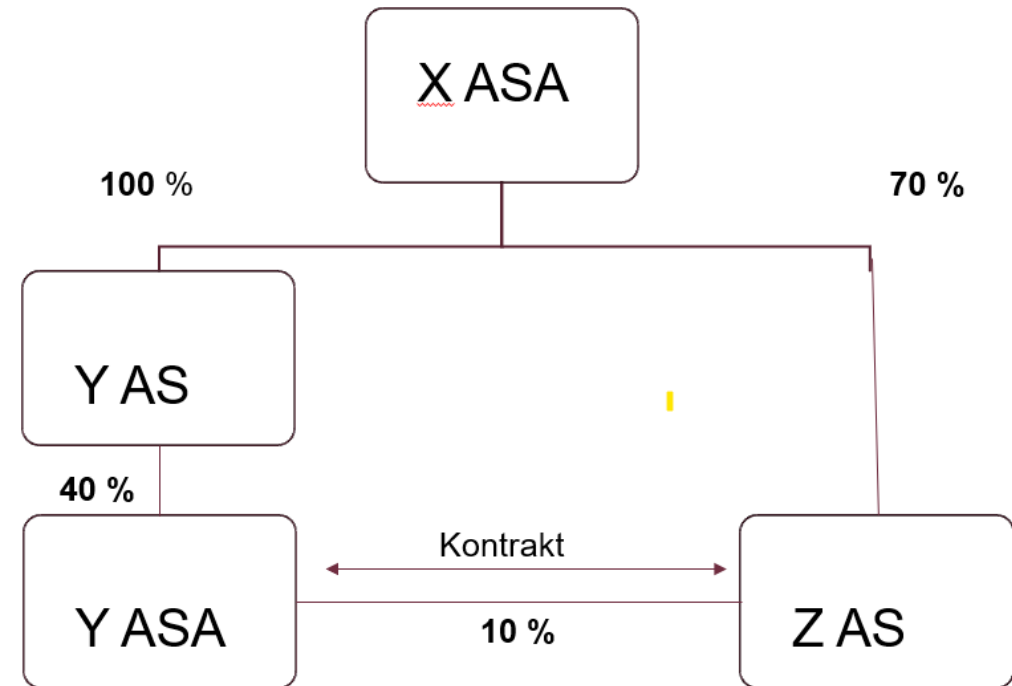 X ASA
100 %
70 %
Y AS
40 %
Kontrakt
Y ASA
10 %
Z AS